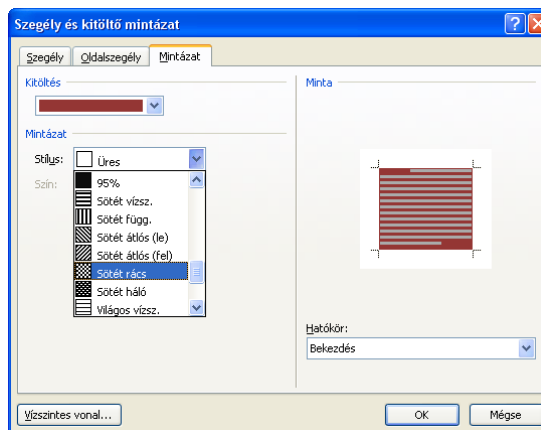 Szegély és kitöltő mintázat
Szegély Oldalszegély Mintázat
Kitöltés
Mintázat
Stílus: Üres
Szín:
95%
Sötét vízsz.
Sötét függ.
Sötét átlós (le)
Sötét átlós (fel)
Sötét rács
Sötét háló
Világos vízsz.
Minta
Hatókör:
Bekezdés
Vízszintes vonal... OK Mégse